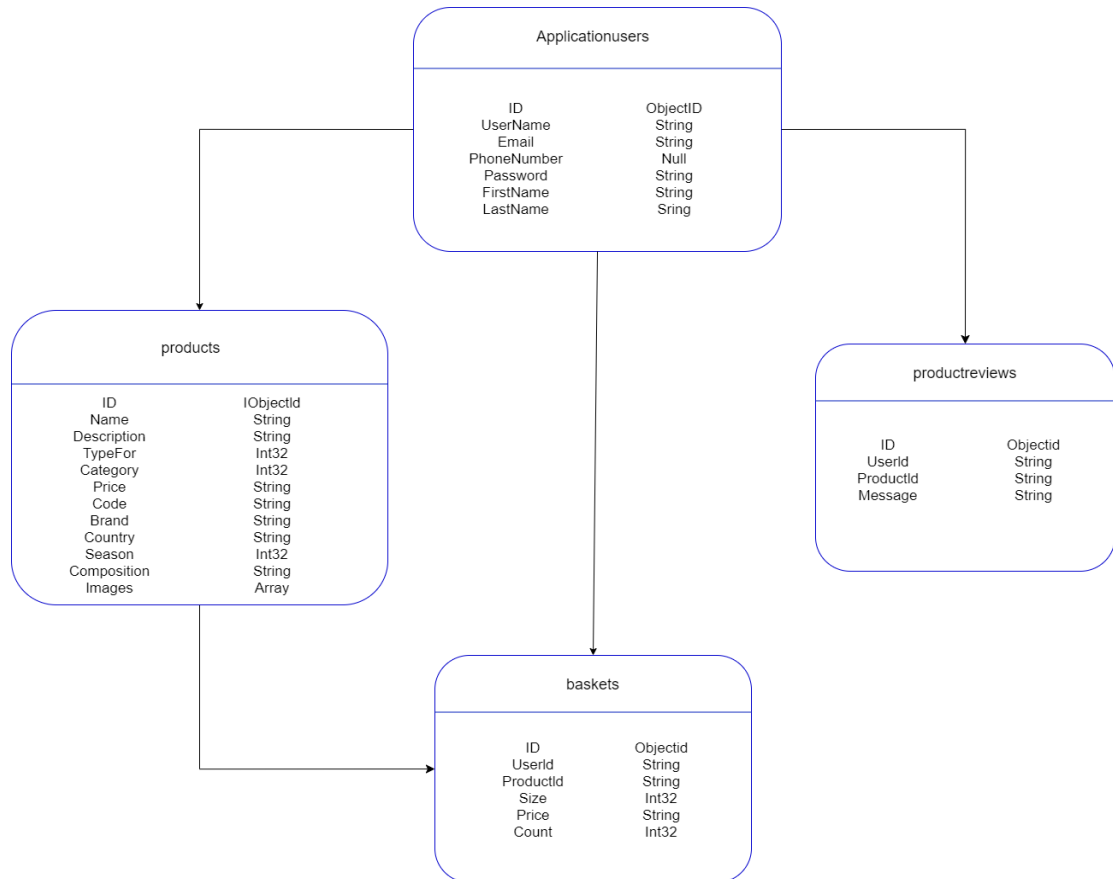 Applicationusers
ID ObjectID
UserName String
Email String
PhoneNumber Null
Password String
FirstName String
LastName Sring
products
ID IObjectId
Name String
Description String
TypeFor Int32
Category Int32
Price String
Code String
Brand String
Country String
Season Int32
Composition String
Images Array
productreviews
ID Objectid
UserId String
ProductId String
Message String
baskets
ID Objectid
UserId String
ProductId String
Size Int32
Price String
Count Int32